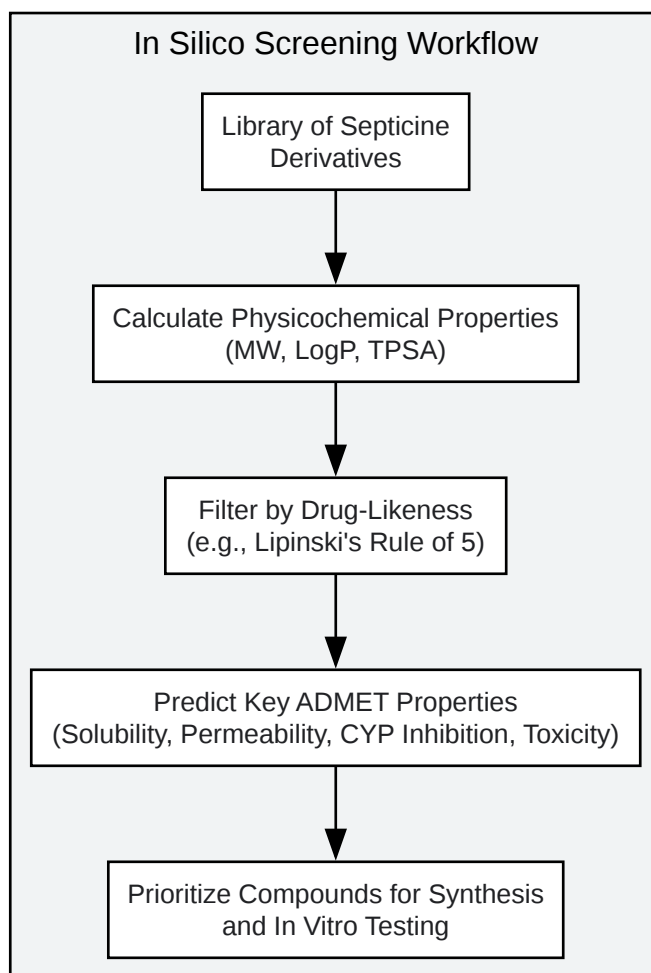 In Silico Screening Workflow
Library of Septicine
Derivatives
Calculate Physicochemical Properties
(MW, LogP, TPSA)
Filter by Drug-Likeness
(e.g., Lipinski's Rule of 5)
Predict Key ADMET Properties
(Solubility, Permeability, CYP Inhibition, Toxicity)
Prioritize Compounds for Synthesis
and In Vitro Testing